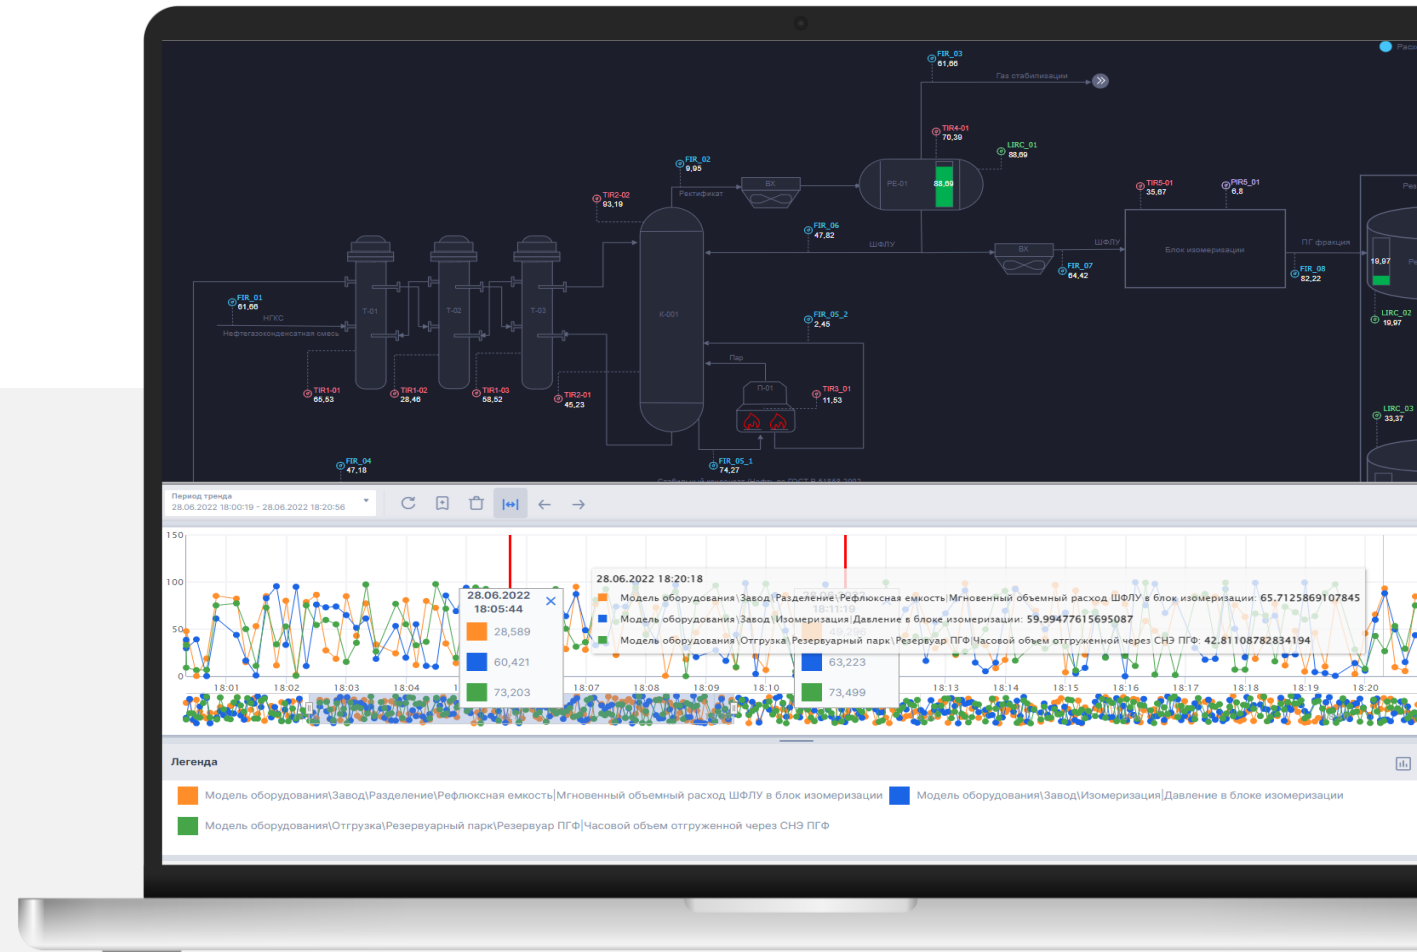 FIR_03
61,66
Газ стабилизации
TIR4-01
70,39
LIRC_01
88,69
FIR_02
9,95
Ректификат
ВХ
РЕ-01
88,69
TIR2-02
93,19
TIR5-01
35,67
PIR5_01
6,8
FIR_06
47,82
ШФЛУ
ВХ
ШФЛУ
Блок изомеризации
ПГ фракция
FIR_07
64,42
FIR_08
82,22
19,97
FIR_01
61,66
НГКС
Нефтегазоконденсатная смесь
Т-01
Т-02
Т-03
К-001
FIR_05_2
2,45
LIRC_02
19,97
Пар
П-01
TIR3_01
11,53
TIR1-01
65,53
TIR1-02
28,46
TIR1-03
58,52
TIR2-01
45,23
LIRC_03
33,37
FIR_04
47,18
FIR_05_1
74,27
Период тренда
28.06.2022 18:00:19 - 28.06.2022 18:20:56
150
100
50
0
28.06.2022
18:05:44
28,589
60,421
73,203
28.06.2022 18:20:18
Модель оборудования\Завод\Разделение\Рефлюксная емкость|Мгновенный объемный расход ШФЛУ в блок изомеризации: 65,7125869107845
Модель оборудования\Завод\Изомеризация|Давление в блоке изомеризации: 59,99477615695087
Модель оборудования\Отгрузка\Резервуарный парк\Резервуар ПГФ|Часовой объем отгруженной через СНЭ ПГФ: 42,81108782834194
18:11:19
63,223
73,499
18:01 18:02 18:03 18:04 18:07 18:08 18:09 18:10 18:13 18:14 18:15 18:16 18:17 18:18 18:19 18:20
Легенда
Модель оборудования\Завод\Разделение\Рефлюксная емкость|Мгновенный объемный расход ШФЛУ в блок изомеризации
Модель оборудования\Завод\Изомеризация|Давление в блоке изомеризации
Модель оборудования\Отгрузка\Резервуарный парк\Резервуар ПГФ|Часовой объем отгруженной через СНЭ ПГФ